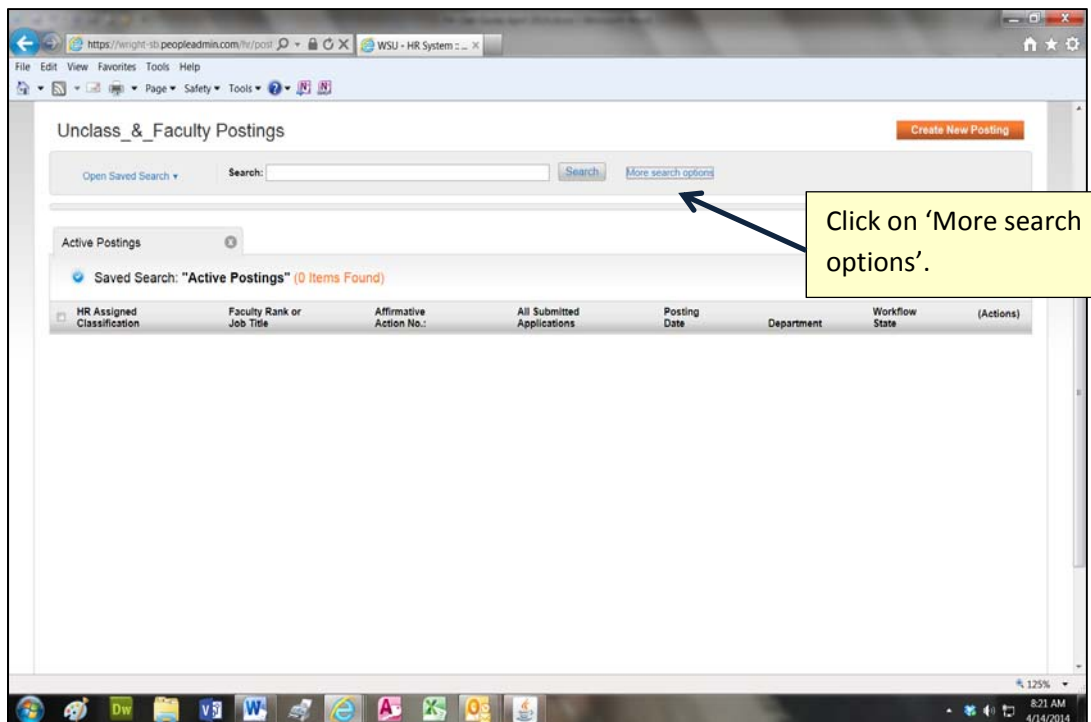 https://wright-sb.peopleadmin.com/hr/post
WSU - HR System :: ...
File Edit View Favorites Tools Help
Page Safety Tools
Unclass_&_Faculty Postings
Create New Posting
Open Saved Search
Search:
Search
More search options
Click on ‘More search
options’.
Active Postings
Saved Search: "Active Postings" (0 Items Found)
HR Assigned
Classification
Faculty Rank or
Job Title
Affirmative
Action No.:
All Submitted
Applications
Posting
Date
Department
Workflow
State
(Actions)
125%
Dw
8:21 AM
4/14/2014